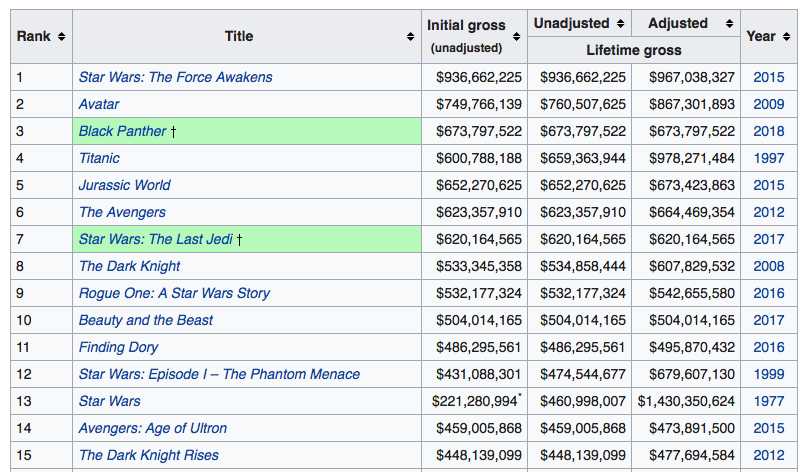 Rank Title Initial gross (unadjusted) Unadjusted Adjusted Year
Lifetime gross
1 Star Wars: The Force Awakens $936,662,225 $936,662,225 $967,038,327 2015
2 Avatar $749,766,139 $760,507,625 $867,301,893 2009
3 Black Panther † $673,797,522 $673,797,522 $673,797,522 2018
4 Titanic $600,788,188 $659,363,944 $978,271,484 1997
5 Jurassic World $652,270,625 $652,270,625 $673,423,863 2015
6 The Avengers $623,357,910 $623,357,910 $664,469,354 2012
7 Star Wars: The Last Jedi † $620,164,565 $620,164,565 $620,164,565 2017
8 The Dark Knight $533,345,358 $534,858,444 $607,829,532 2008
9 Rogue One: A Star Wars Story $532,177,324 $532,177,324 $542,655,580 2016
10 Beauty and the Beast $504,014,165 $504,014,165 $504,014,165 2017
11 Finding Dory $486,295,561 $486,295,561 $495,870,432 2016
12 Star Wars: Episode I – The Phantom Menace $431,088,301 $474,544,677 $679,607,130 1999
13 Star Wars $221,280,994* $460,998,007 $1,430,350,624 1977
14 Avengers: Age of Ultron $459,005,868 $459,005,868 $473,891,500 2015
15 The Dark Knight Rises $448,139,099 $448,139,099 $477,694,584 2012